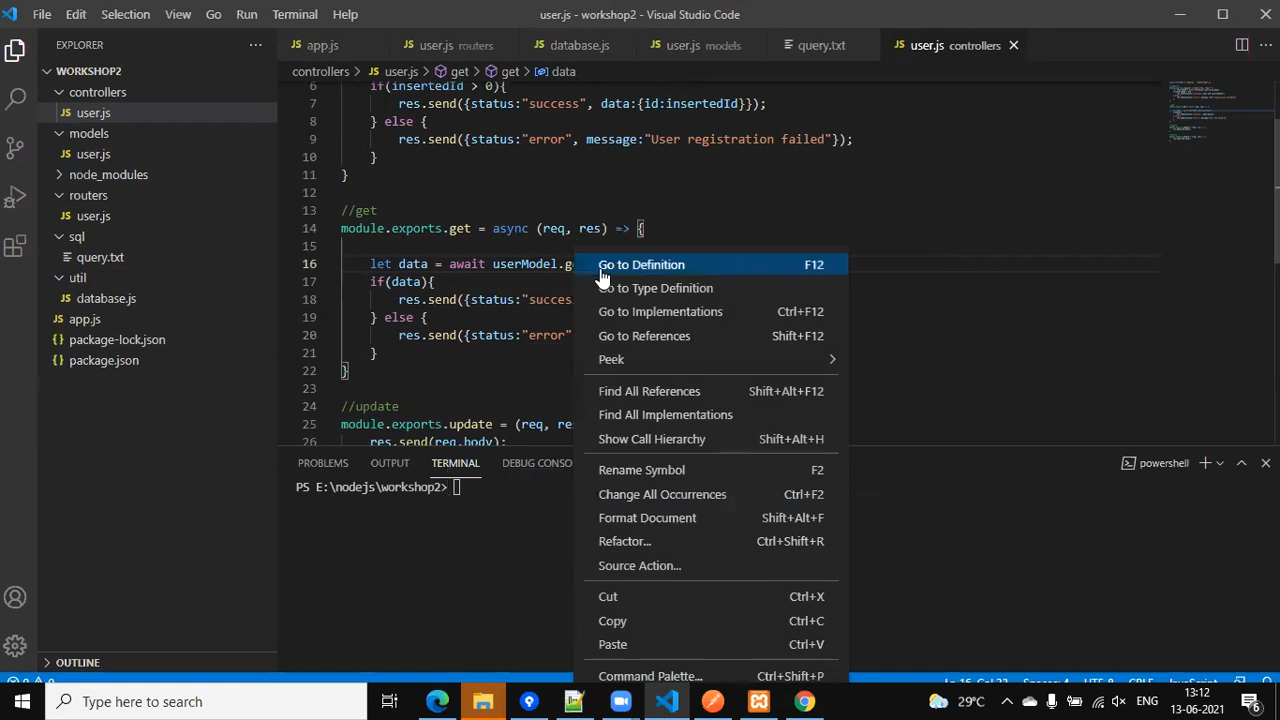 File Edit Selection View Go Run Terminal Help
user.js - workshop2 - Visual Studio Code
EXPLORER
app.js user.js routers database.js user.js models query.txt user.js controllers
WORKSHOP2
controllers
user.js
models
user.js
node_modules
routers
user.js
sql
query.txt
util
database.js
app.js
package-lock.json
package.json
OUTLINE
controllers > user.js > get > get > data
6 if(insertedId > 0){
7 res.send({status:"success", data:{id:insertedId}});
8 } else {
9 res.send({status:"error", message:"User registration failed"});
10 }
11 }
12
13 //get
14 module.exports.get = async (req, res) => {
15
16 let data = await userModel.g
17 if(data){
18 res.send({status:"succes
19 } else {
20 res.send({status:"error"
21 }
22 }
23
24 //update
25 module.exports.update = (req, res
26 res.send(req.body);
Go to Definition F12
Go to Type Definition
Go to Implementations Ctrl+F12
Go to References Shift+F12
Peek
Find All References Shift+Alt+F12
Find All Implementations
Show Call Hierarchy Shift+Alt+H
Rename Symbol F2
Change All Occurrences Ctrl+F2
Format Document Shift+Alt+F
Refactor... Ctrl+Shift+R
Source Action...
Cut Ctrl+X
Copy Ctrl+C
Paste Ctrl+V
Command Palette... Ctrl+Shift+P
PROBLEMS OUTPUT TERMINAL DEBUG CONSO
powershell
PS E:\nodejs\workshop2>
Type here to search
29°C
ENG
13:12
13-06-2021
6